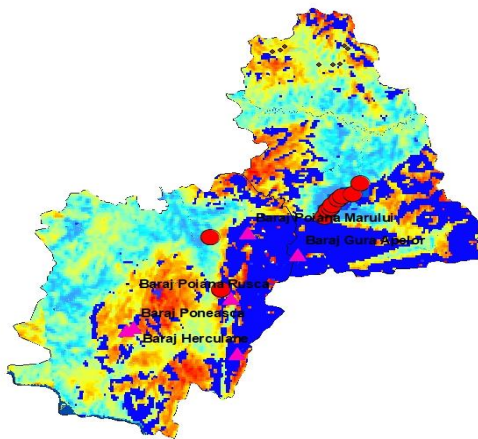 Baraj Poiana Marului
Baraj Gura Apelor
Baraj Poiana Rusca
Baraj Poneasca
Baraj Herculane